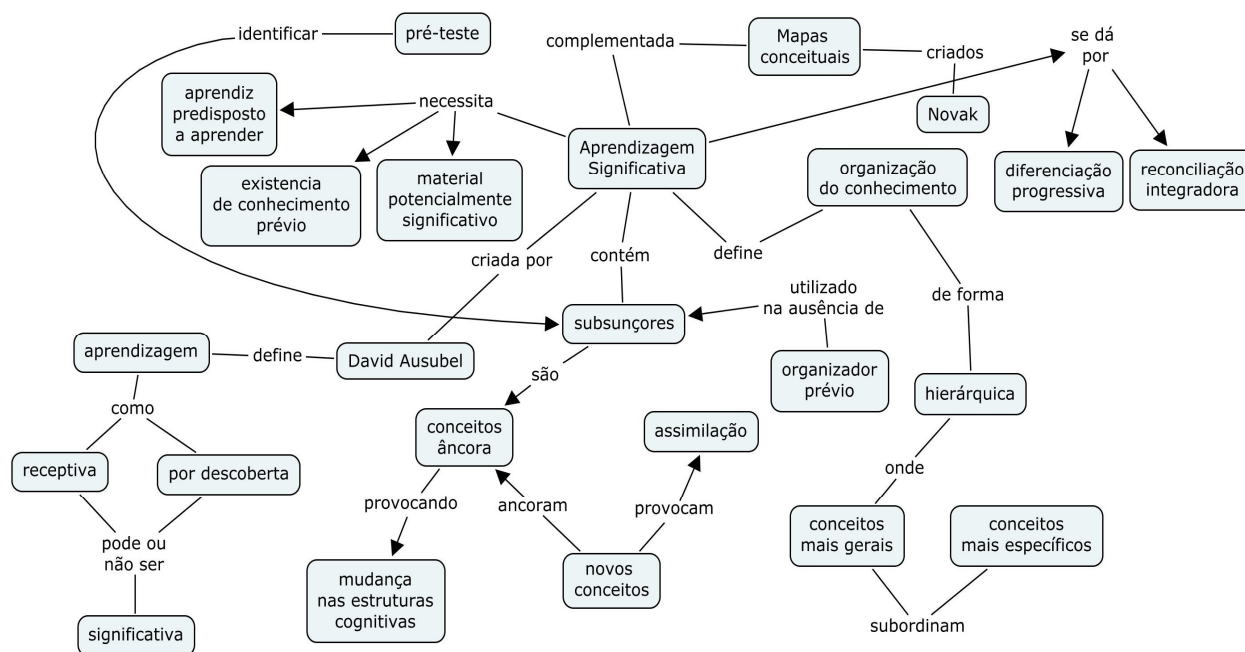 identificar
pré-teste
complementada
Mapas
conceituais
criados
se dá
por
aprendiz
predisposto
a aprender
necessita
Novak
Aprendizagem
Significativa
organização
do conhecimento
diferenciação
progressiva
reconciliação
integradora
existencia
de conhecimento
prévio
material
potencialmente
significativo
criada por
contém
define
utilizado
na ausência de
de forma
subsunçores
aprendizagem
define
David Ausubel
são
organizador
prévio
hierárquica
como
conceitos
âncora
assimilação
receptiva
por descoberta
onde
provocando
ancoram
provocam
conceitos
mais gerais
conceitos
mais específicos
pode ou
não ser
mudança
nas estruturas
cognitivas
novos
conceitos
significativa
subordinam